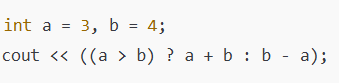 int a = 3, b = 4;
cout << ((a > b) ? a + b : b - a);